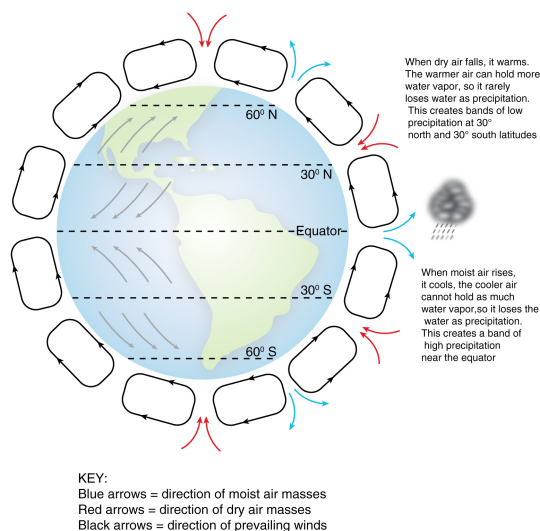 When dry air falls, it warms.
The warmer air can hold more
water vapor, so it rarely
loses water as precipitation.
This creates bands of low
precipitation at 30°
north and 30° south latitudes
60⁰ N
30⁰ N
Equator
30⁰ S
60⁰ S
When moist air rises,
it cools, the cooler air
cannot hold as much
water vapor,so it loses the
water as precipitation.
This creates a band of
high precipitation
near the equator
KEY:
Blue arrows = direction of moist air masses
Red arrows = direction of dry air masses
Black arrows = direction of prevailing winds